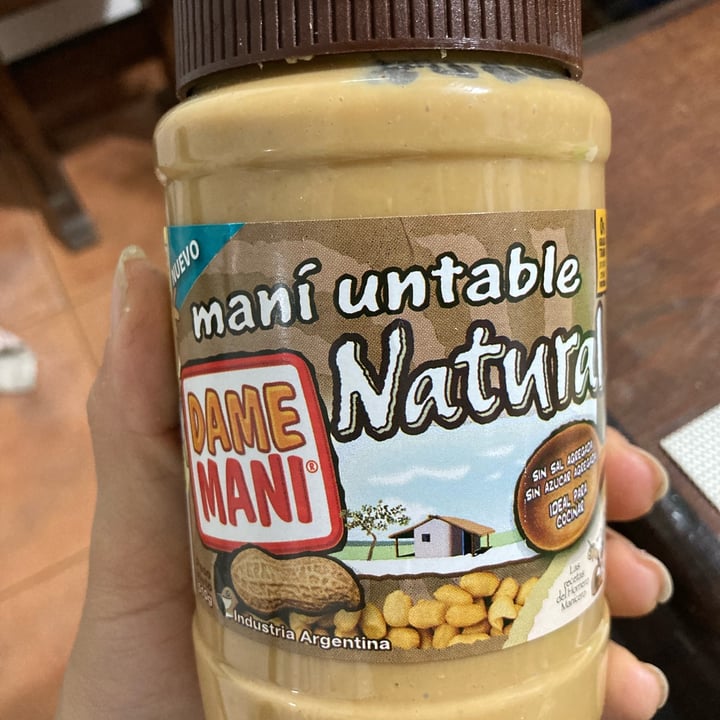 NUEVO
maní untable
Natural
DAME
MANI®
SIN SAL AGREGADA
SIN AZUCAR AGREGADA
IDEAL PARA
COCINAR
Las
recetas
del Hornero
Manicero
Industria Argentina